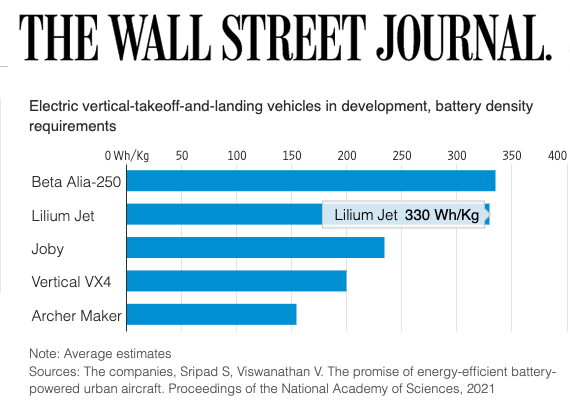 THE WALL STREET JOURNAL.
Electric vertical-takeoff-and-landing vehicles in development, battery density
requirements
0 Wh/Kg 50 100 150 200 250 300 350 400
Beta Alia-250
Lilium Jet
Lilium Jet 330 Wh/Kg
Joby
Vertical VX4
Archer Maker
Note: Average estimates
Sources: The companies, Sripad S, Viswanathan V. The promise of energy-efficient battery-
powered urban aircraft. Proceedings of the National Academy of Sciences, 2021